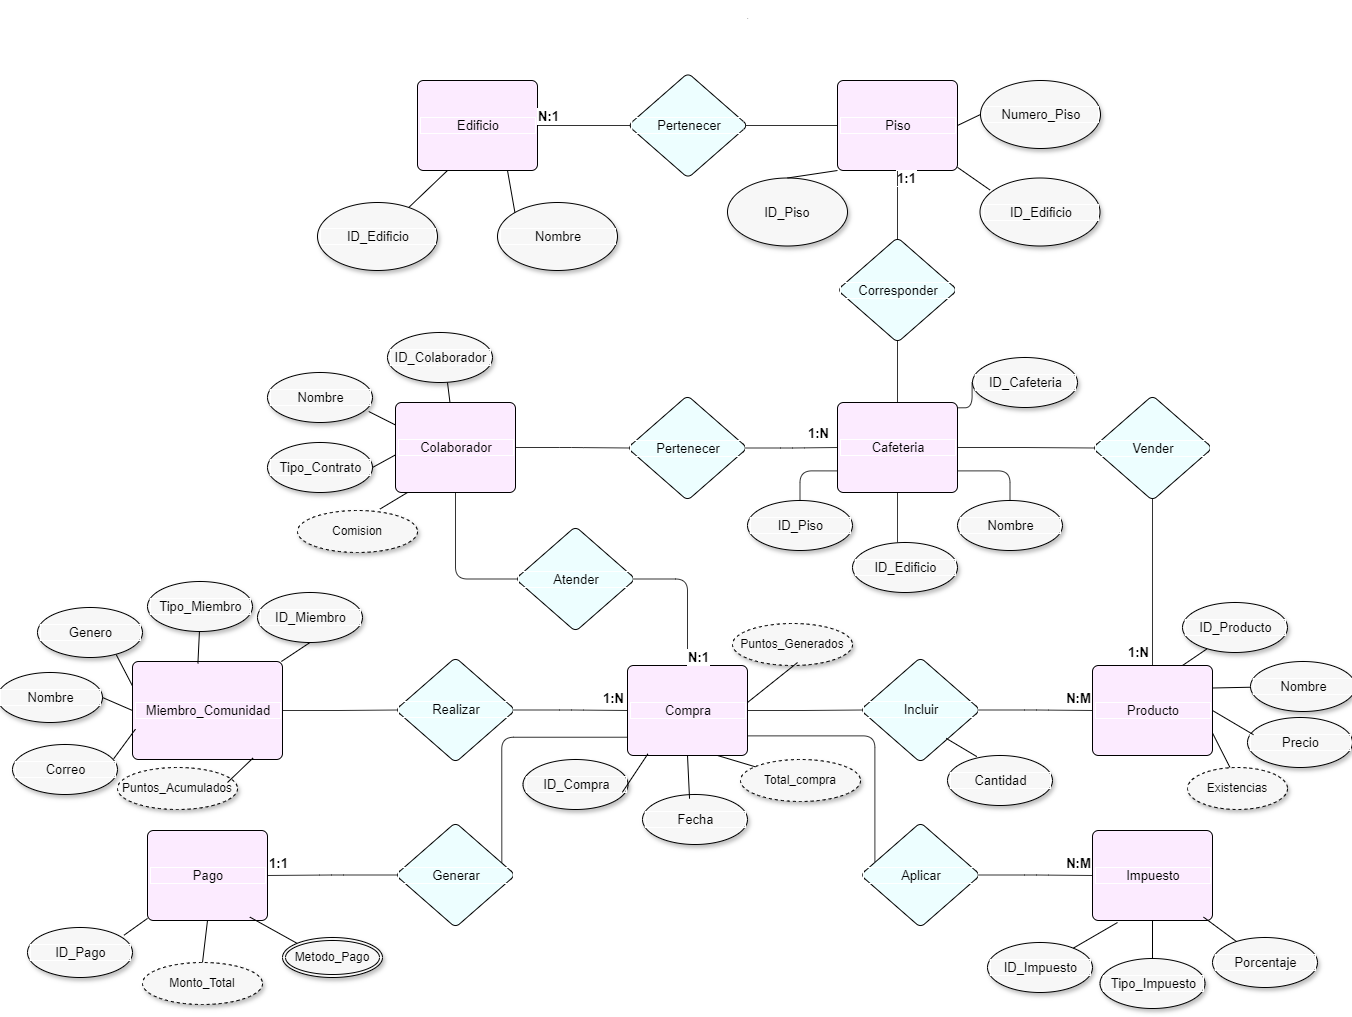 Edificio
N:1
Pertenecer
Piso
Numero_Piso
1:1
ID_Piso
ID_Edificio
ID_Edificio
Nombre
Corresponder
ID_Colaborador
Nombre
Tipo_Contrato
Comision
Colaborador
Pertenecer
1:N
Cafeteria
ID_Cafeteria
Vender
ID_Piso
Nombre
ID_Edificio
Atender
Tipo_Miembro
ID_Miembro
Genero
Nombre
Miembro_Comunidad
Correo
Puntos_Acumulados
Realizar
1:N
N:1
Puntos_Generados
Compra
ID_Compra
Fecha
Total_compra
Incluir
Cantidad
N:M
1:N
ID_Producto
Producto
Nombre
Precio
Existencias
Pago
1:1
Generar
ID_Pago
Monto_Total
Metodo_Pago
Aplicar
N:M
Impuesto
ID_Impuesto
Tipo_Impuesto
Porcentaje